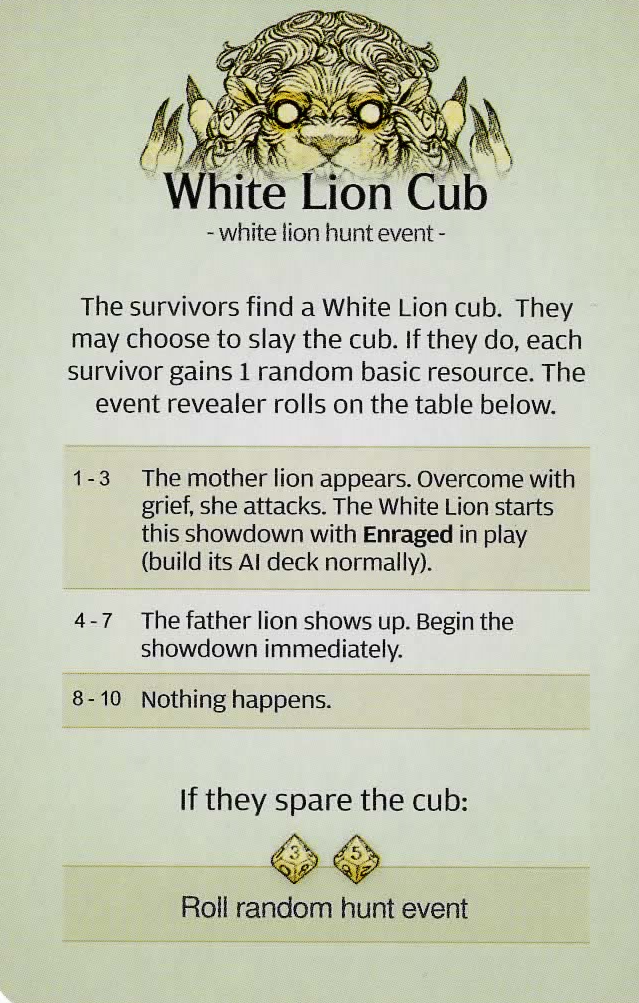 White Lion Cub
- white lion hunt event -
The survivors find a White Lion cub. They
may choose to slay the cub. If they do, each
survivor gains 1 random basic resource. The
event revealer rolls on the table below.
1 - 3 The mother lion appears. Overcome with
grief, she attacks. The White Lion starts
this showdown with Enraged in play
(build its AI deck normally).
4 - 7 The father lion shows up. Begin the
showdown immediately.
8 - 10 Nothing happens.
If they spare the cub:
3 5
Roll random hunt event